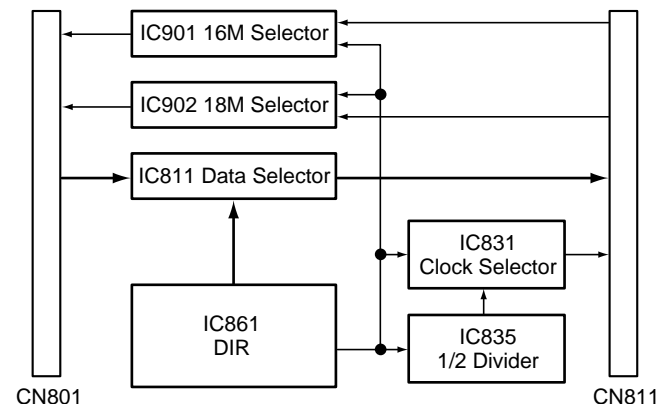 IC901 16M Selector
IC902 18M Selector
IC811 Data Selector
IC831
Clock Selector
IC861
DIR
IC835
1/2 Divider
CN801
CN811